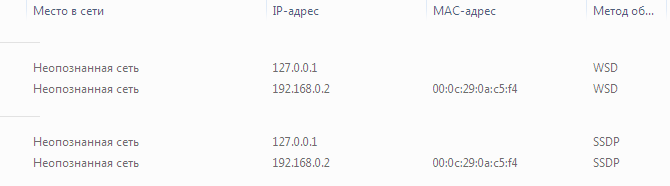 Место в сети IP-адрес MAC-адрес Метод об...
Неопознанная сеть 127.0.0.1 WSD
Неопознанная сеть 192.168.0.2 00:0c:29:0a:c5:f4 WSD
Неопознанная сеть 127.0.0.1 SSDP
Неопознанная сеть 192.168.0.2 00:0c:29:0a:c5:f4 SSDP